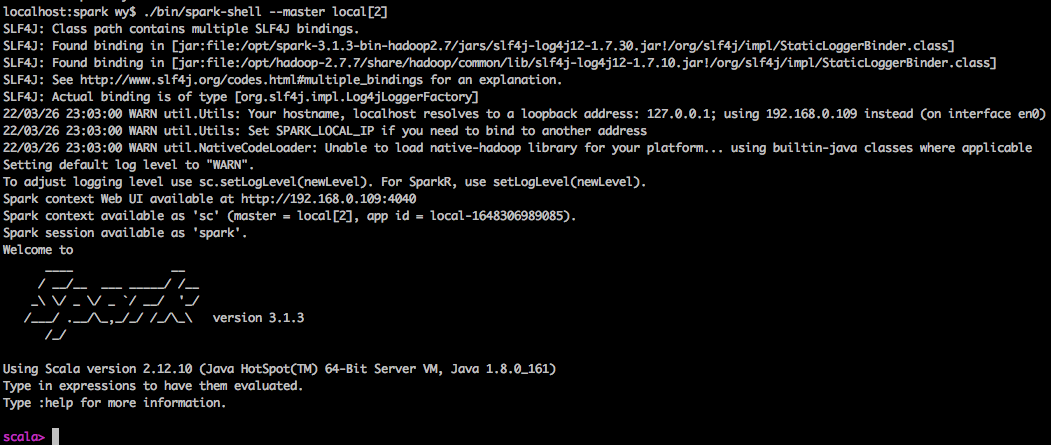 localhost:spark wy$ ./bin/spark-shell --master local[2]
SLF4J: Class path contains multiple SLF4J bindings.
SLF4J: Found binding in [jar:file:/opt/spark-3.1.3-bin-hadoop2.7/jars/slf4j-log4j12-1.7.30.jar!/org/slf4j/impl/StaticLoggerBinder.class]
SLF4J: Found binding in [jar:file:/opt/hadoop-2.7.7/share/hadoop/common/lib/slf4j-log4j12-1.7.10.jar!/org/slf4j/impl/StaticLoggerBinder.class]
SLF4J: See http://www.slf4j.org/codes.html#multiple_bindings for an explanation.
SLF4J: Actual binding is of type [org.slf4j.impl.Log4jLoggerFactory]
22/03/26 23:03:00 WARN util.Utils: Your hostname, localhost resolves to a loopback address: 127.0.0.1; using 192.168.0.109 instead (on interface en0)
22/03/26 23:03:00 WARN util.Utils: Set SPARK_LOCAL_IP if you need to bind to another address
22/03/26 23:03:00 WARN util.NativeCodeLoader: Unable to load native-hadoop library for your platform... using builtin-java classes where applicable
Setting default log level to "WARN".
To adjust logging level use sc.setLogLevel(newLevel). For SparkR, use setLogLevel(newLevel).
Spark context Web UI available at http://192.168.0.109:4040
Spark context available as 'sc' (master = local[2], app id = local-1648306989085).
Spark session available as 'spark'.
Welcome to
      ____              __
     / __/__  ___ _____/ /__
    _\ \/ _ \/ _ `/ __/  '_/
   /___/ .__/\_,_/_/ /_/\_\   version 3.1.3
      /_/
Using Scala version 2.12.10 (Java HotSpot(TM) 64-Bit Server VM, Java 1.8.0_161)
Type in expressions to have them evaluated.
Type :help for more information.
scala>